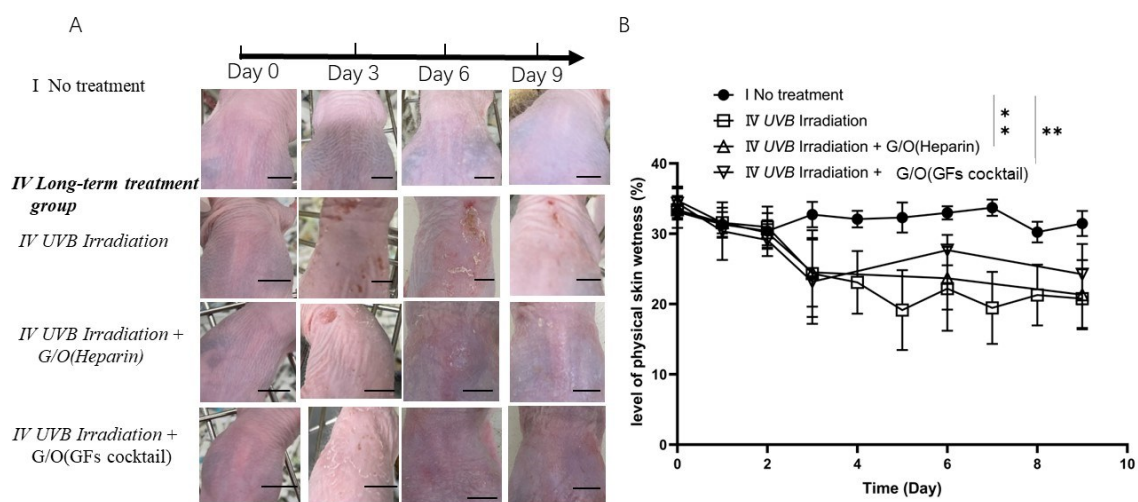 A
Day 0 Day 3 Day 6 Day 9
I No treatment
IV Long-term treatment
group
IV UVB Irradiation
IV UVB Irradiation +
G/O(Heparin)
IV UVB Irradiation +
G/O(GFs cocktail)
B
I No treatment
Ⅳ UVB Irradiation
Ⅳ UVB Irradiation + G/O(Heparin)
Ⅳ UVB Irradiation + G/O(GFs cocktail)
*
*
**
level of physical skin wetness (%)
40
30
20
10
0
0 2 4 6 8 10
Time (Day)